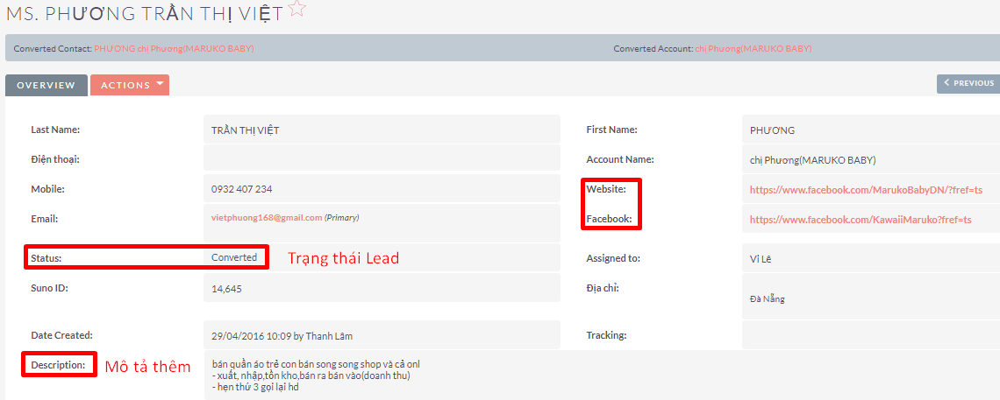 MS. PHƯƠNG TRẦN THỊ VIỆT
Converted Contact: PHƯƠNG chị Phương(MARUKO BABY) Converted Account: chị Phương(MARUKO BABY)
OVERVIEW ACTIONS PREVIOUS
Last Name: TRẦN THỊ VIỆT First Name: PHƯƠNG
Điện thoại: Account Name: chị Phương(MARUKO BABY)
Mobile: 0932 407 234 Website: https://www.facebook.com/MarukoBabyDN/?fref=ts
Email: vietphuong168@gmail.com (Primary) Facebook: https://www.facebook.com/KawaiiMaruko?fref=ts
Status: Converted Trạng thái Lead Assigned to: Vi Lê
Suno ID: 14,645 Địa chỉ: Đà Nẵng
Date Created: 29/04/2016 10:09 by Thanh Lâm Tracking:
Description: Mô tả thêm bán quần áo trẻ con bán song song shop và cả onl
- xuất, nhập,tồn kho,bán ra bán vào(doanh thu)
- hẹn thứ 3 gọi lại hd